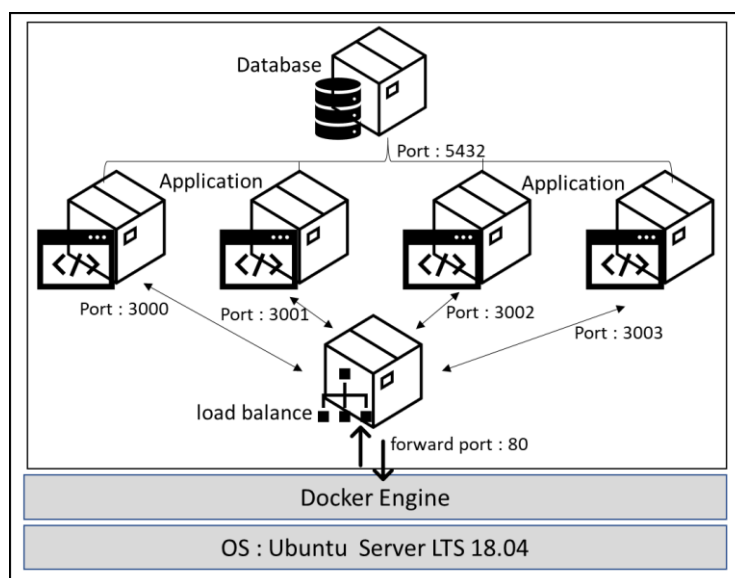 Database
Port : 5432
Application
Application
</>
</>
</>
</>
Port : 3000
Port : 3001
Port : 3002
Port : 3003
load balance
forward port : 80
Docker Engine
OS : Ubuntu Server LTS 18.04